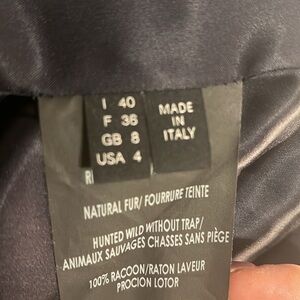 I 40
F 36
GB 8
USA 4
MADE
IN
ITALY
NATURAL FUR/ FOURRURE TEINTE
HUNTED WILD WITHOUT TRAP/
ANIMAUX SAUVAGES CHASSES SANS PIÈGE
100% RACOON/RATON LAVEUR
PROCION LOTOR